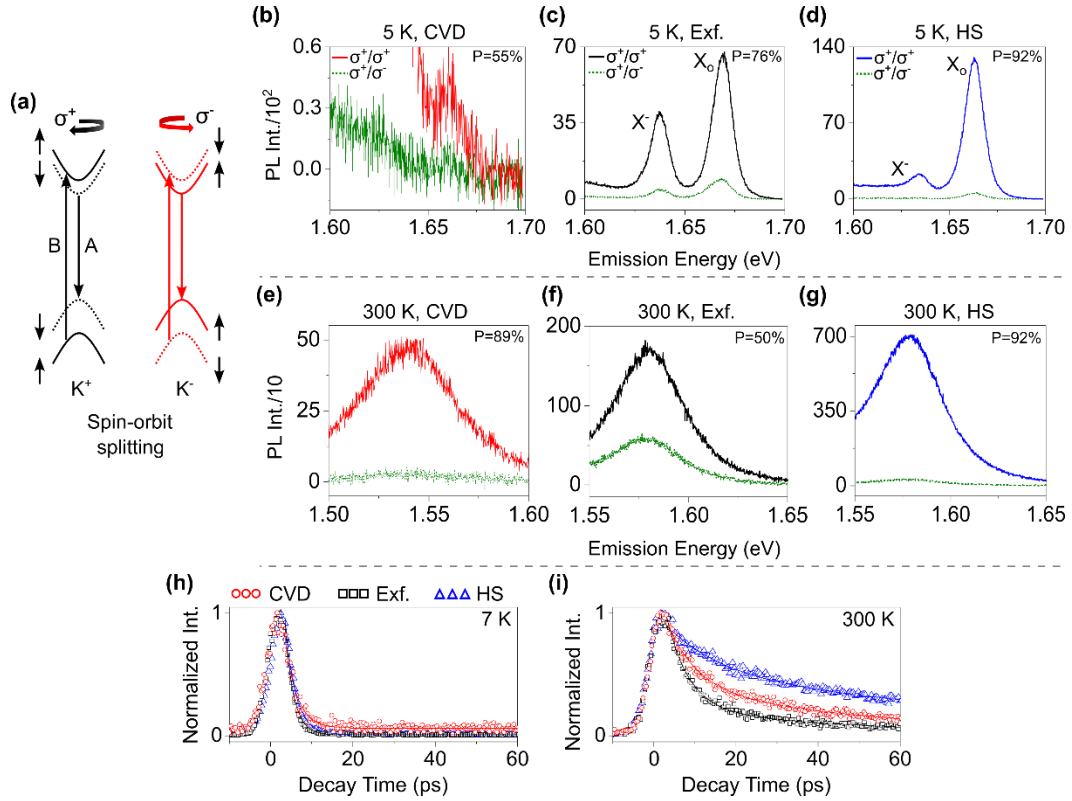 (a)
σ⁺ σ⁻
B A
K⁺ K⁻
Spin-orbit
splitting
(b)
5 K, CVD
P=55%
σ⁺/σ⁺
σ⁺/σ⁻
PL Int./10²
0.6
0.3
0.0
1.60 1.65 1.70
(c)
5 K, Exf.
P=76%
σ⁺/σ⁺
σ⁺/σ⁻
X⁻
X₀
70
35
0
1.60 1.65 1.70
(d)
5 K, HS
P=92%
σ⁺/σ⁺
σ⁺/σ⁻
X⁻
X₀
140
70
0
1.60 1.65 1.70
Emission Energy (eV)
(e)
300 K, CVD
P=89%
PL Int./10
50
25
0
1.50 1.55 1.60
(f)
300 K, Exf.
P=50%
200
100
0
1.55 1.60 1.65
(g)
300 K, HS
P=92%
700
350
0
1.55 1.60 1.65
Emission Energy (eV)
(h)
CVD Exf. HS
7 K
Normalized Int.
1
0
0 20 40 60
Decay Time (ps)
(i)
300 K
Normalized Int.
1
0
0 20 40 60
Decay Time (ps)